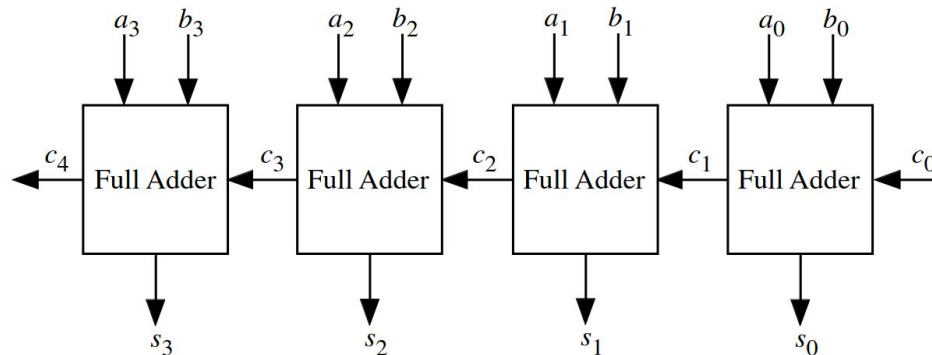 a₃ b₃ a₂ b₂ a₁ b₁ a₀ b₀
c₄ Full Adder c₃ Full Adder c₂ Full Adder c₁ Full Adder c₀
s₃ s₂ s₁ s₀